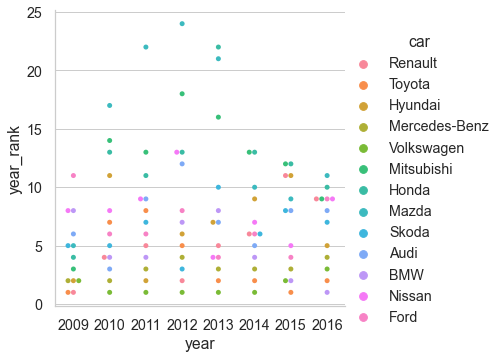 25
20
15
10
5
0
year_rank
2009 2010 2011 2012 2013 2014 2015 2016
year
car
Renault
Toyota
Hyundai
Mercedes-Benz
Volkswagen
Mitsubishi
Honda
Mazda
Skoda
Audi
BMW
Nissan
Ford